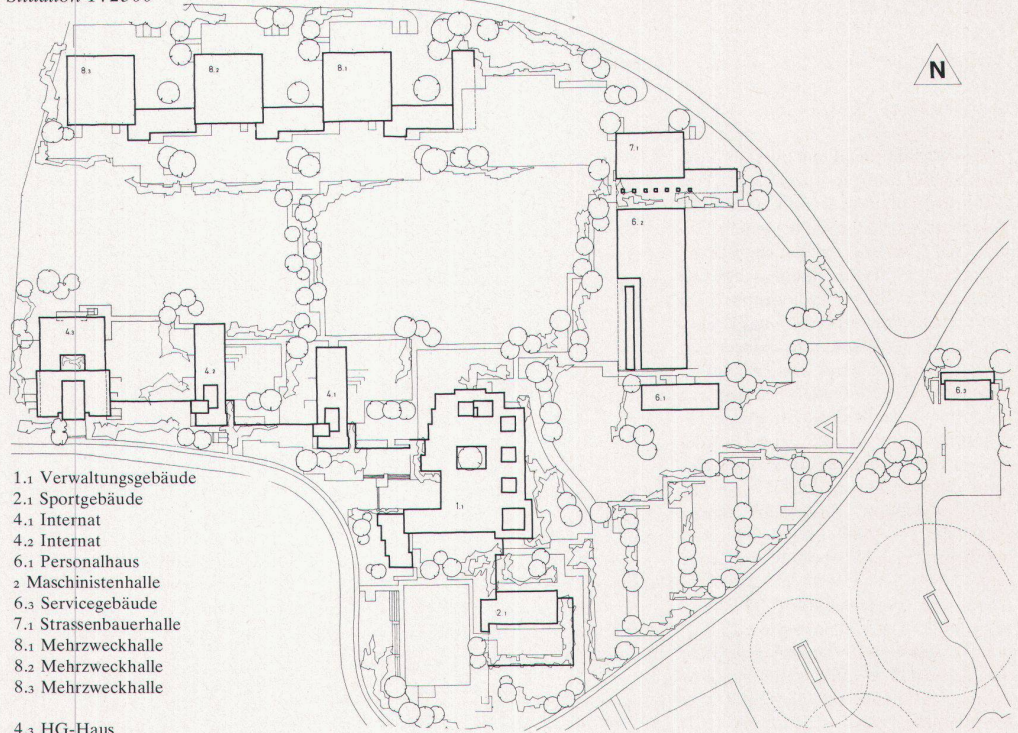 Situation 1:2500
N
8.3
8.2
8.1
7.1
6.2
4.3
4.2
4.1
6.1
6.3
1.1
2.1
1.1 Verwaltungsgebäude
2.1 Sportgebäude
4.1 Internat
4.2 Internat
6.1 Personalhaus
2 Maschinistenhalle
6.3 Servicegebäude
7.1 Strassenbauerhalle
8.1 Mehrzweckhalle
8.2 Mehrzweckhalle
8.3 Mehrzweckhalle
4.3 HG-Haus